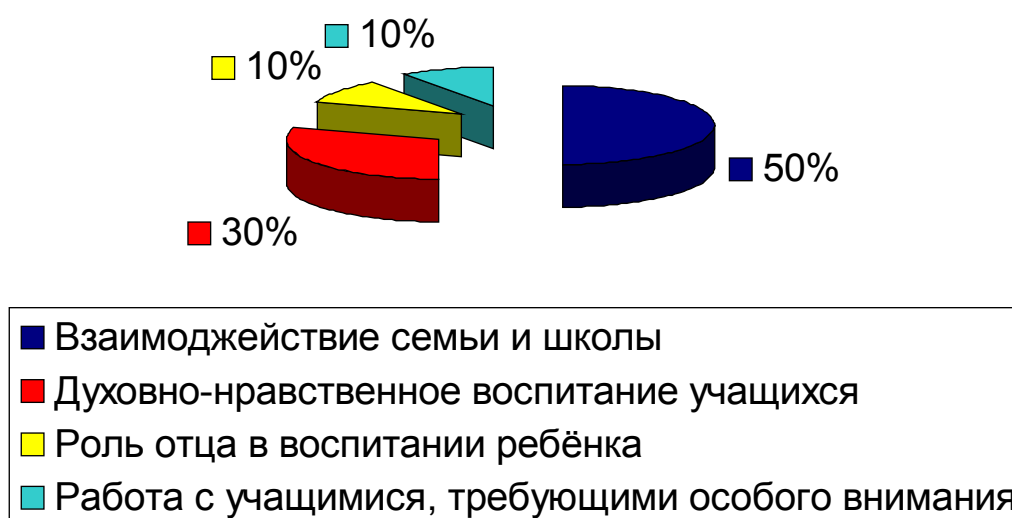 10%
10%
50%
30%
Взаимоджействие семьи и школы
Духовно-нравственное воспитание учащихся
Роль отца в воспитании ребёнка
Работа с учащимися, требующими особого внимания